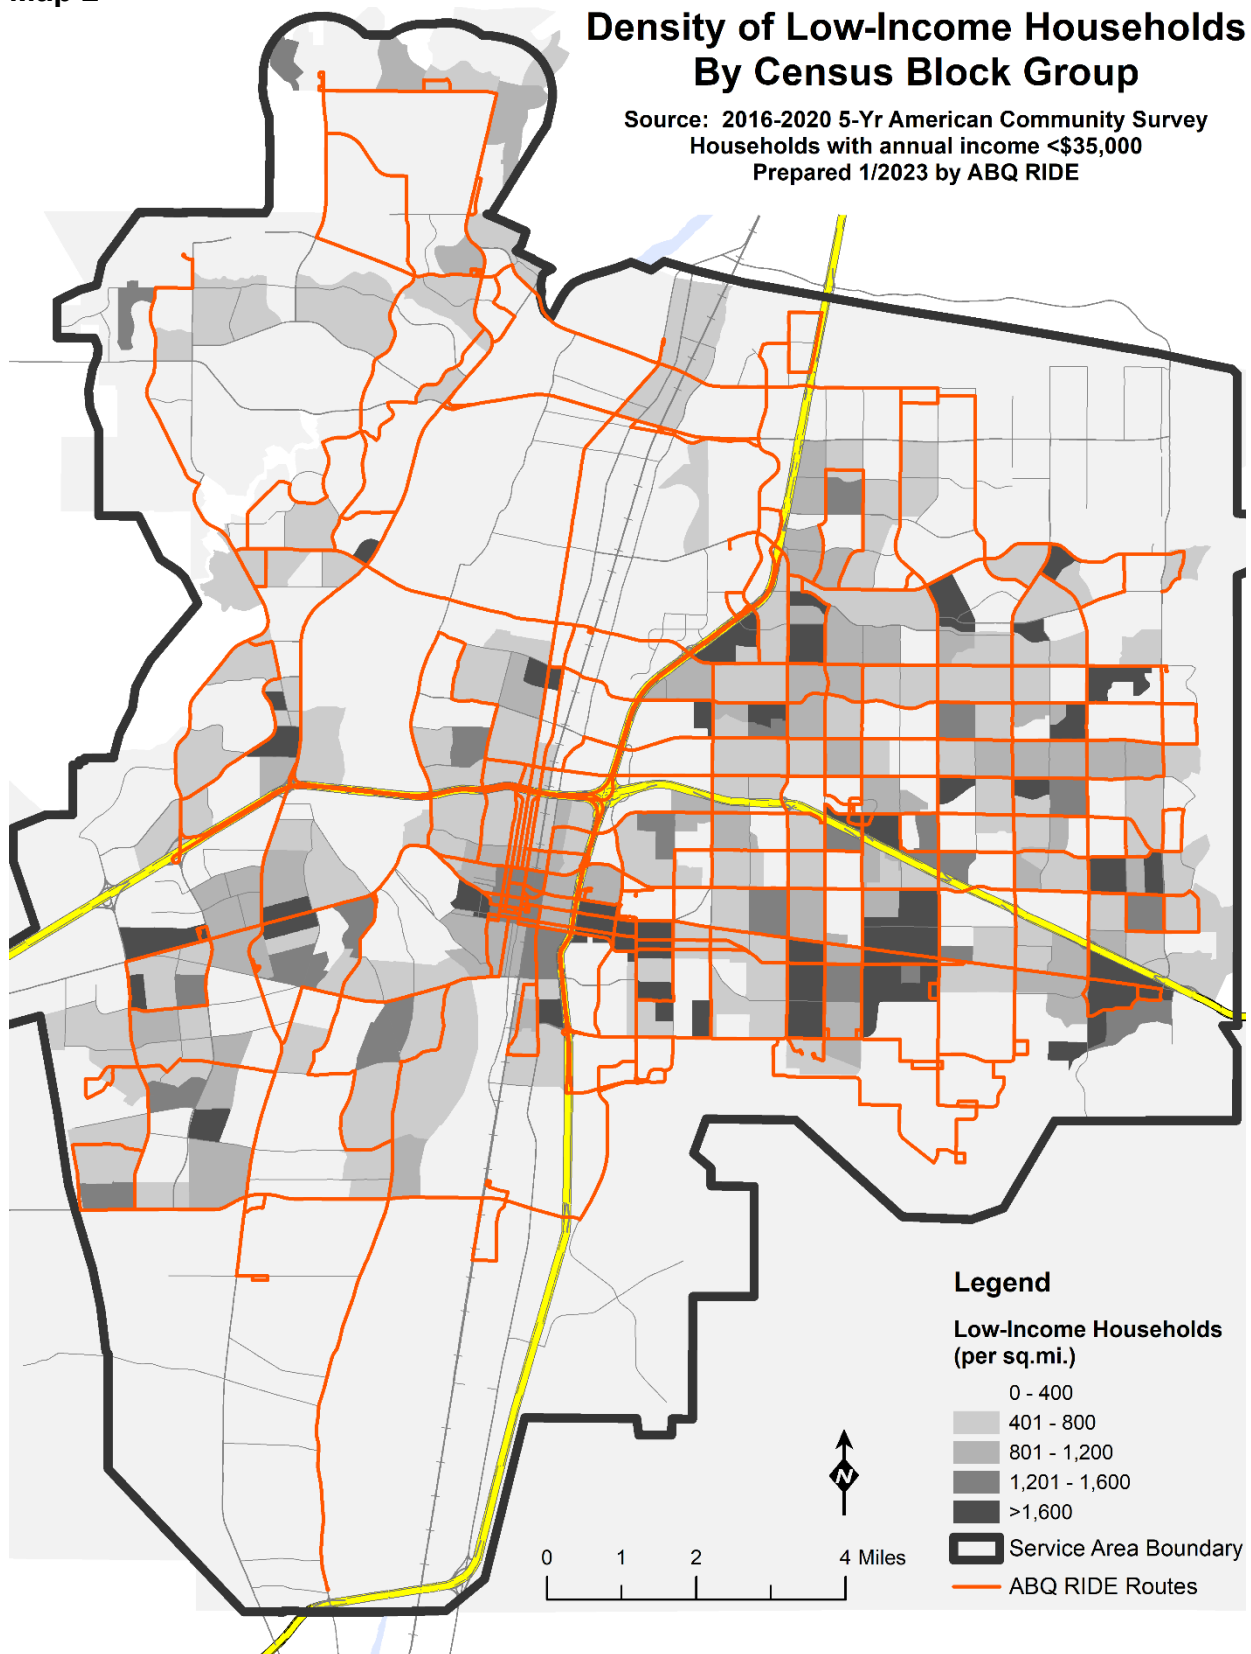 Density of Low-Income Households
By Census Block Group
Source: 2016-2020 5-Yr American Community Survey
Households with annual income <$35,000
Prepared 1/2023 by ABQ RIDE
Legend
Low-Income Households
(per sq.mi.)
0 - 400
401 - 800
801 - 1,200
1,201 - 1,600
>1,600
Service Area Boundary
ABQ RIDE Routes
N
0 1 2 4 Miles